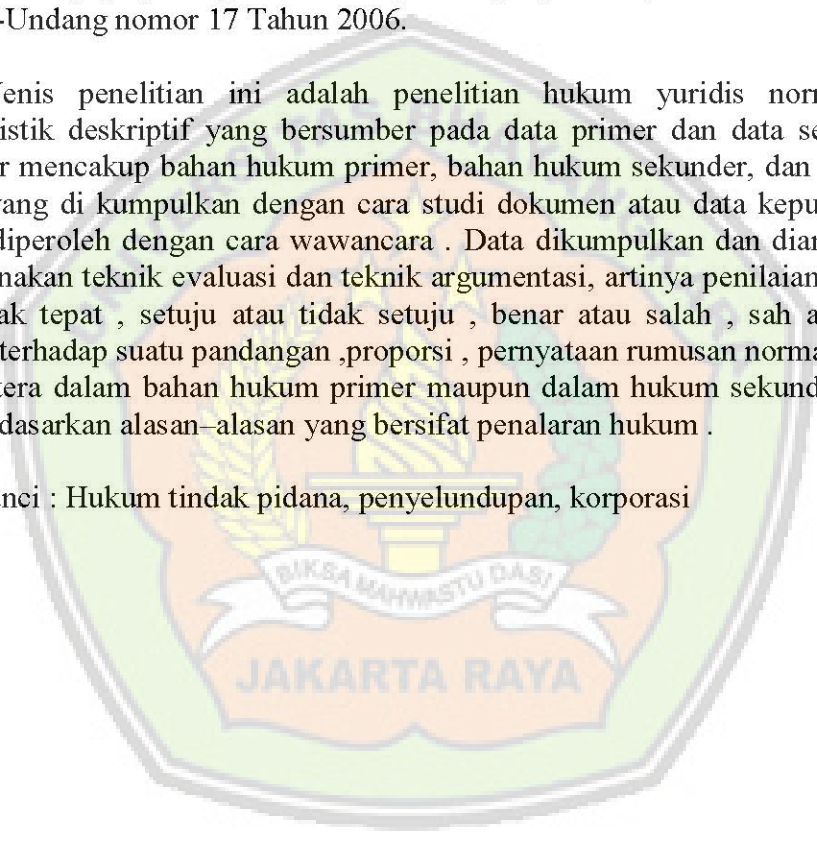 -Undang nomor 17 Tahun 2006.
enis penelitian ini adalah penelitian hukum yuridis norm
istik deskriptif yang bersumber pada data primer dan data se
r mencakup bahan hukum primer, bahan hukum sekunder, dan
yang di kumpulkan dengan cara studi dokumen atau data kepu
diperoleh dengan cara wawancara . Data dikumpulkan dan dian
nakan teknik evaluasi dan teknik argumentasi, artinya penilaian
ak tepat , setuju atau tidak setuju , benar atau salah , sah a
terhadap suatu pandangan ,proporsi , pernyataan rumusan norma
tera dalam bahan hukum primer maupun dalam hukum sekund
dasarkan alasan–alasan yang bersifat penalaran hukum .
nci : Hukum tindak pidana, penyelundupan, korporasi
UNIVERSITAS BHAYANGKARA
BIKSA MAHWASTU DASI
JAKARTA RAYA